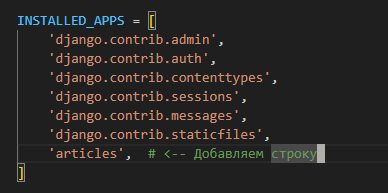 INSTALLED_APPS = [
    'django.contrib.admin',
    'django.contrib.auth',
    'django.contrib.contenttypes',
    'django.contrib.sessions',
    'django.contrib.messages',
    'django.contrib.staticfiles',
    'articles',  # <-- Добавляем строку
]